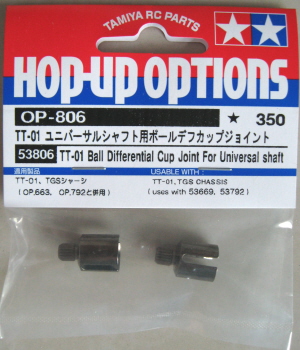 TAMIYA RC PARTS
HOP-UP OPTIONS
OP-806 ★ 350
TT-01 ユニバーサルシャフト用ボールデフカップジョイント
53806 TT-01 Ball Differential Cup Joint For Universal shaft
適用製品 USABLE WITH
TT-01、TGSシャーシ TT-01, TGS CHASSIS
(OP.663、OP.792と併用) (uses with 53669, 53792)